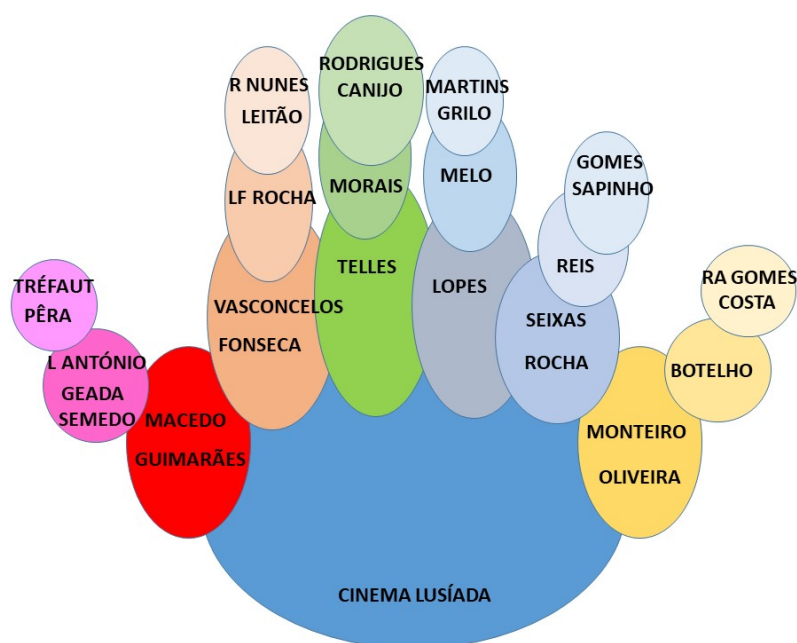 R NUNES
LEITÃO
LF ROCHA
VASCONCELOS
FONSECA
RODRIGUES
CANIJO
MORAIS
TELLES
MARTINS
GRILO
MELO
LOPES
GOMES
SAPINHO
REIS
SEIXAS
ROCHA
TRÉFAUT
PÊRA
L ANTÓNIO
GEADA
SEMEDO
MACEDO
GUIMARÃES
RA GOMES
COSTA
BOTELHO
MONTEIRO
OLIVEIRA
CINEMA LUSÍADA